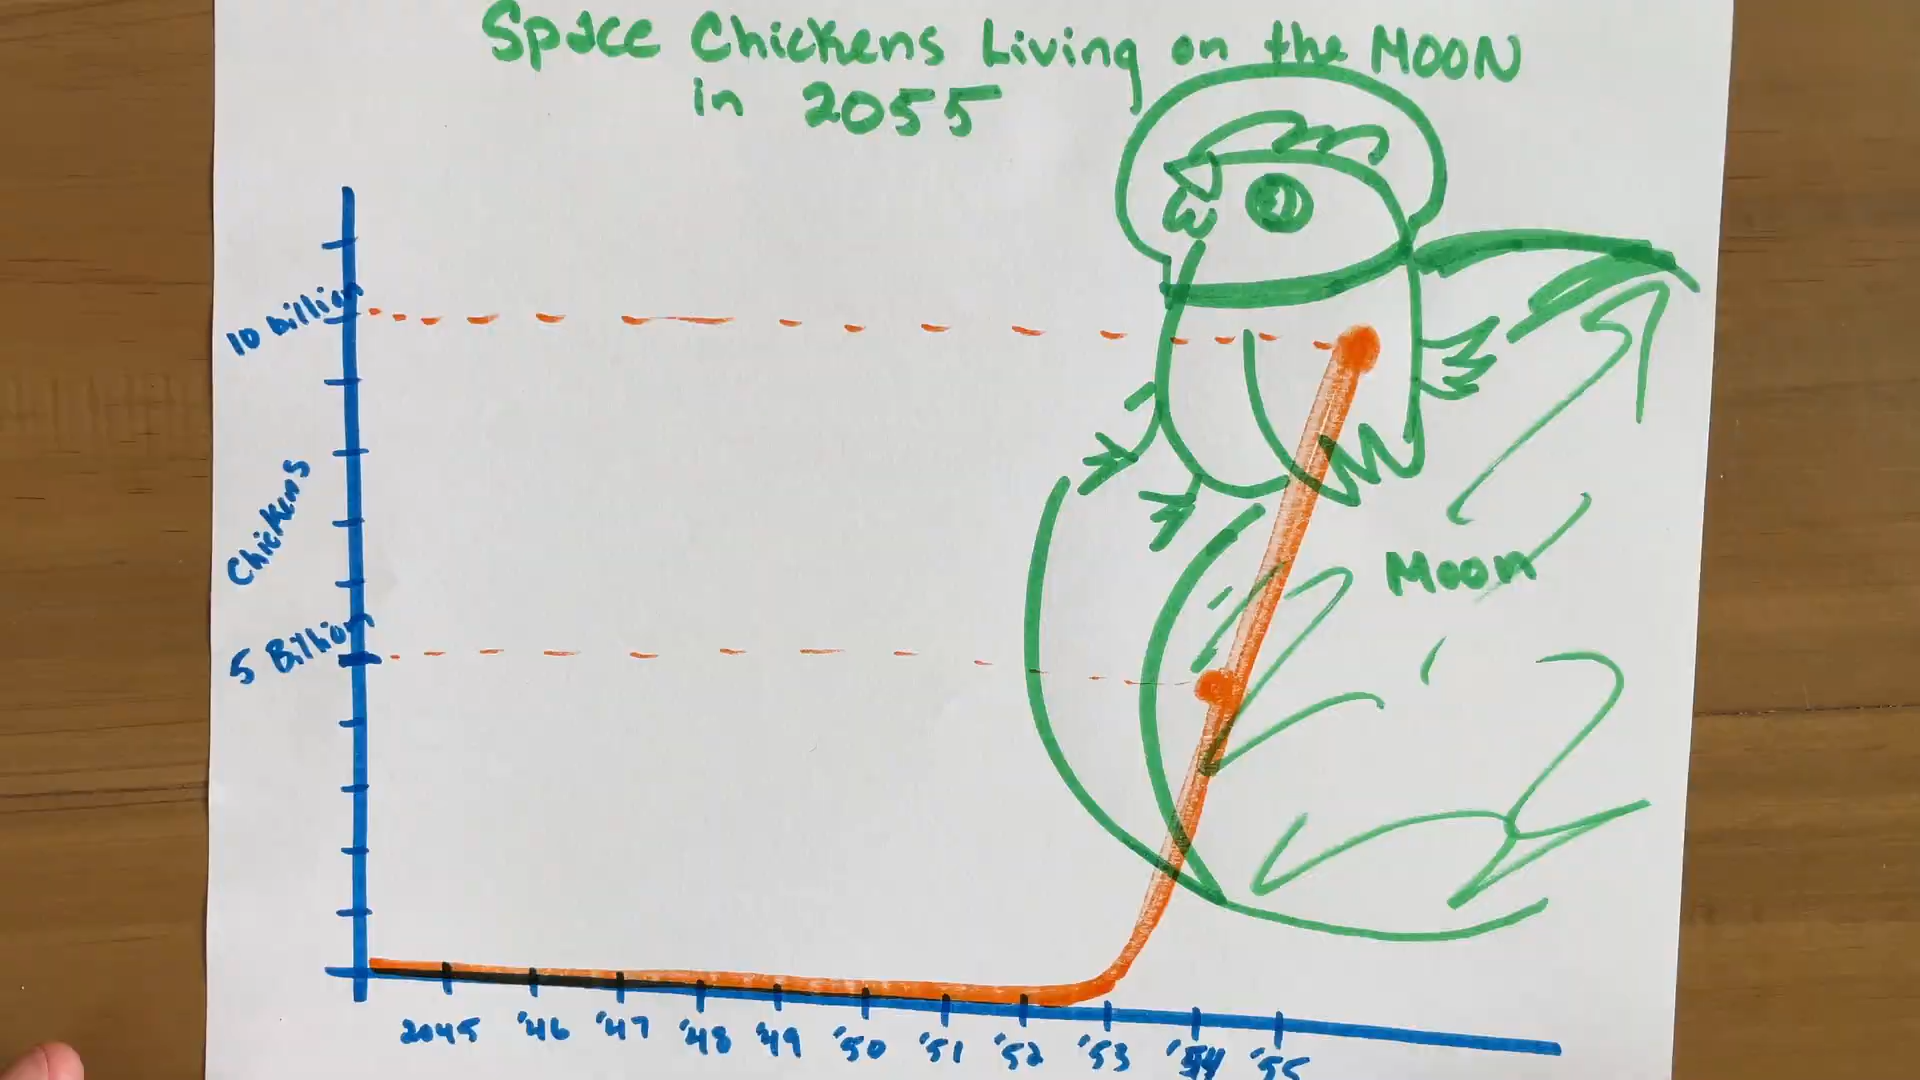 Space Chickens Living on the MOON
in 2055
10 Billion
Chickens
5 Billion
Moon
2045 '46 '47 '48 '49 '50 '51 '52 '53 '54 '55